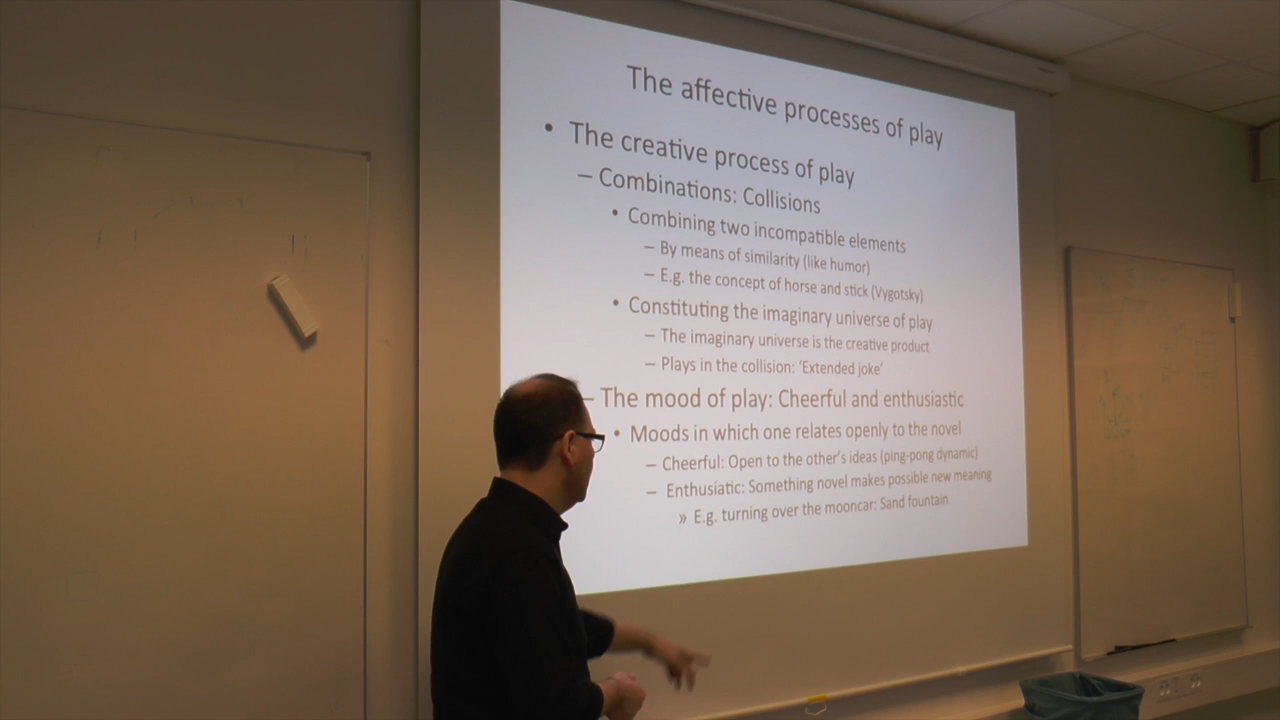 The affective processes of play
• The creative process of play
– Combinations: Collisions
• Combining two incompatible elements
– By means of similarity (like humor)
– E.g. the concept of horse and stick (Vygotsky)
• Constituting the imaginary universe of play
– The imaginary universe is the creative product
– Plays in the collision: ‘Extended joke’
– The mood of play: Cheerful and enthusiastic
• Moods in which one relates openly to the novel
– Cheerful: Open to the other’s ideas (ping-pong dynamic)
– Enthusiatic: Something novel makes possible new meaning
» E.g. turning over the mooncar: Sand fountain